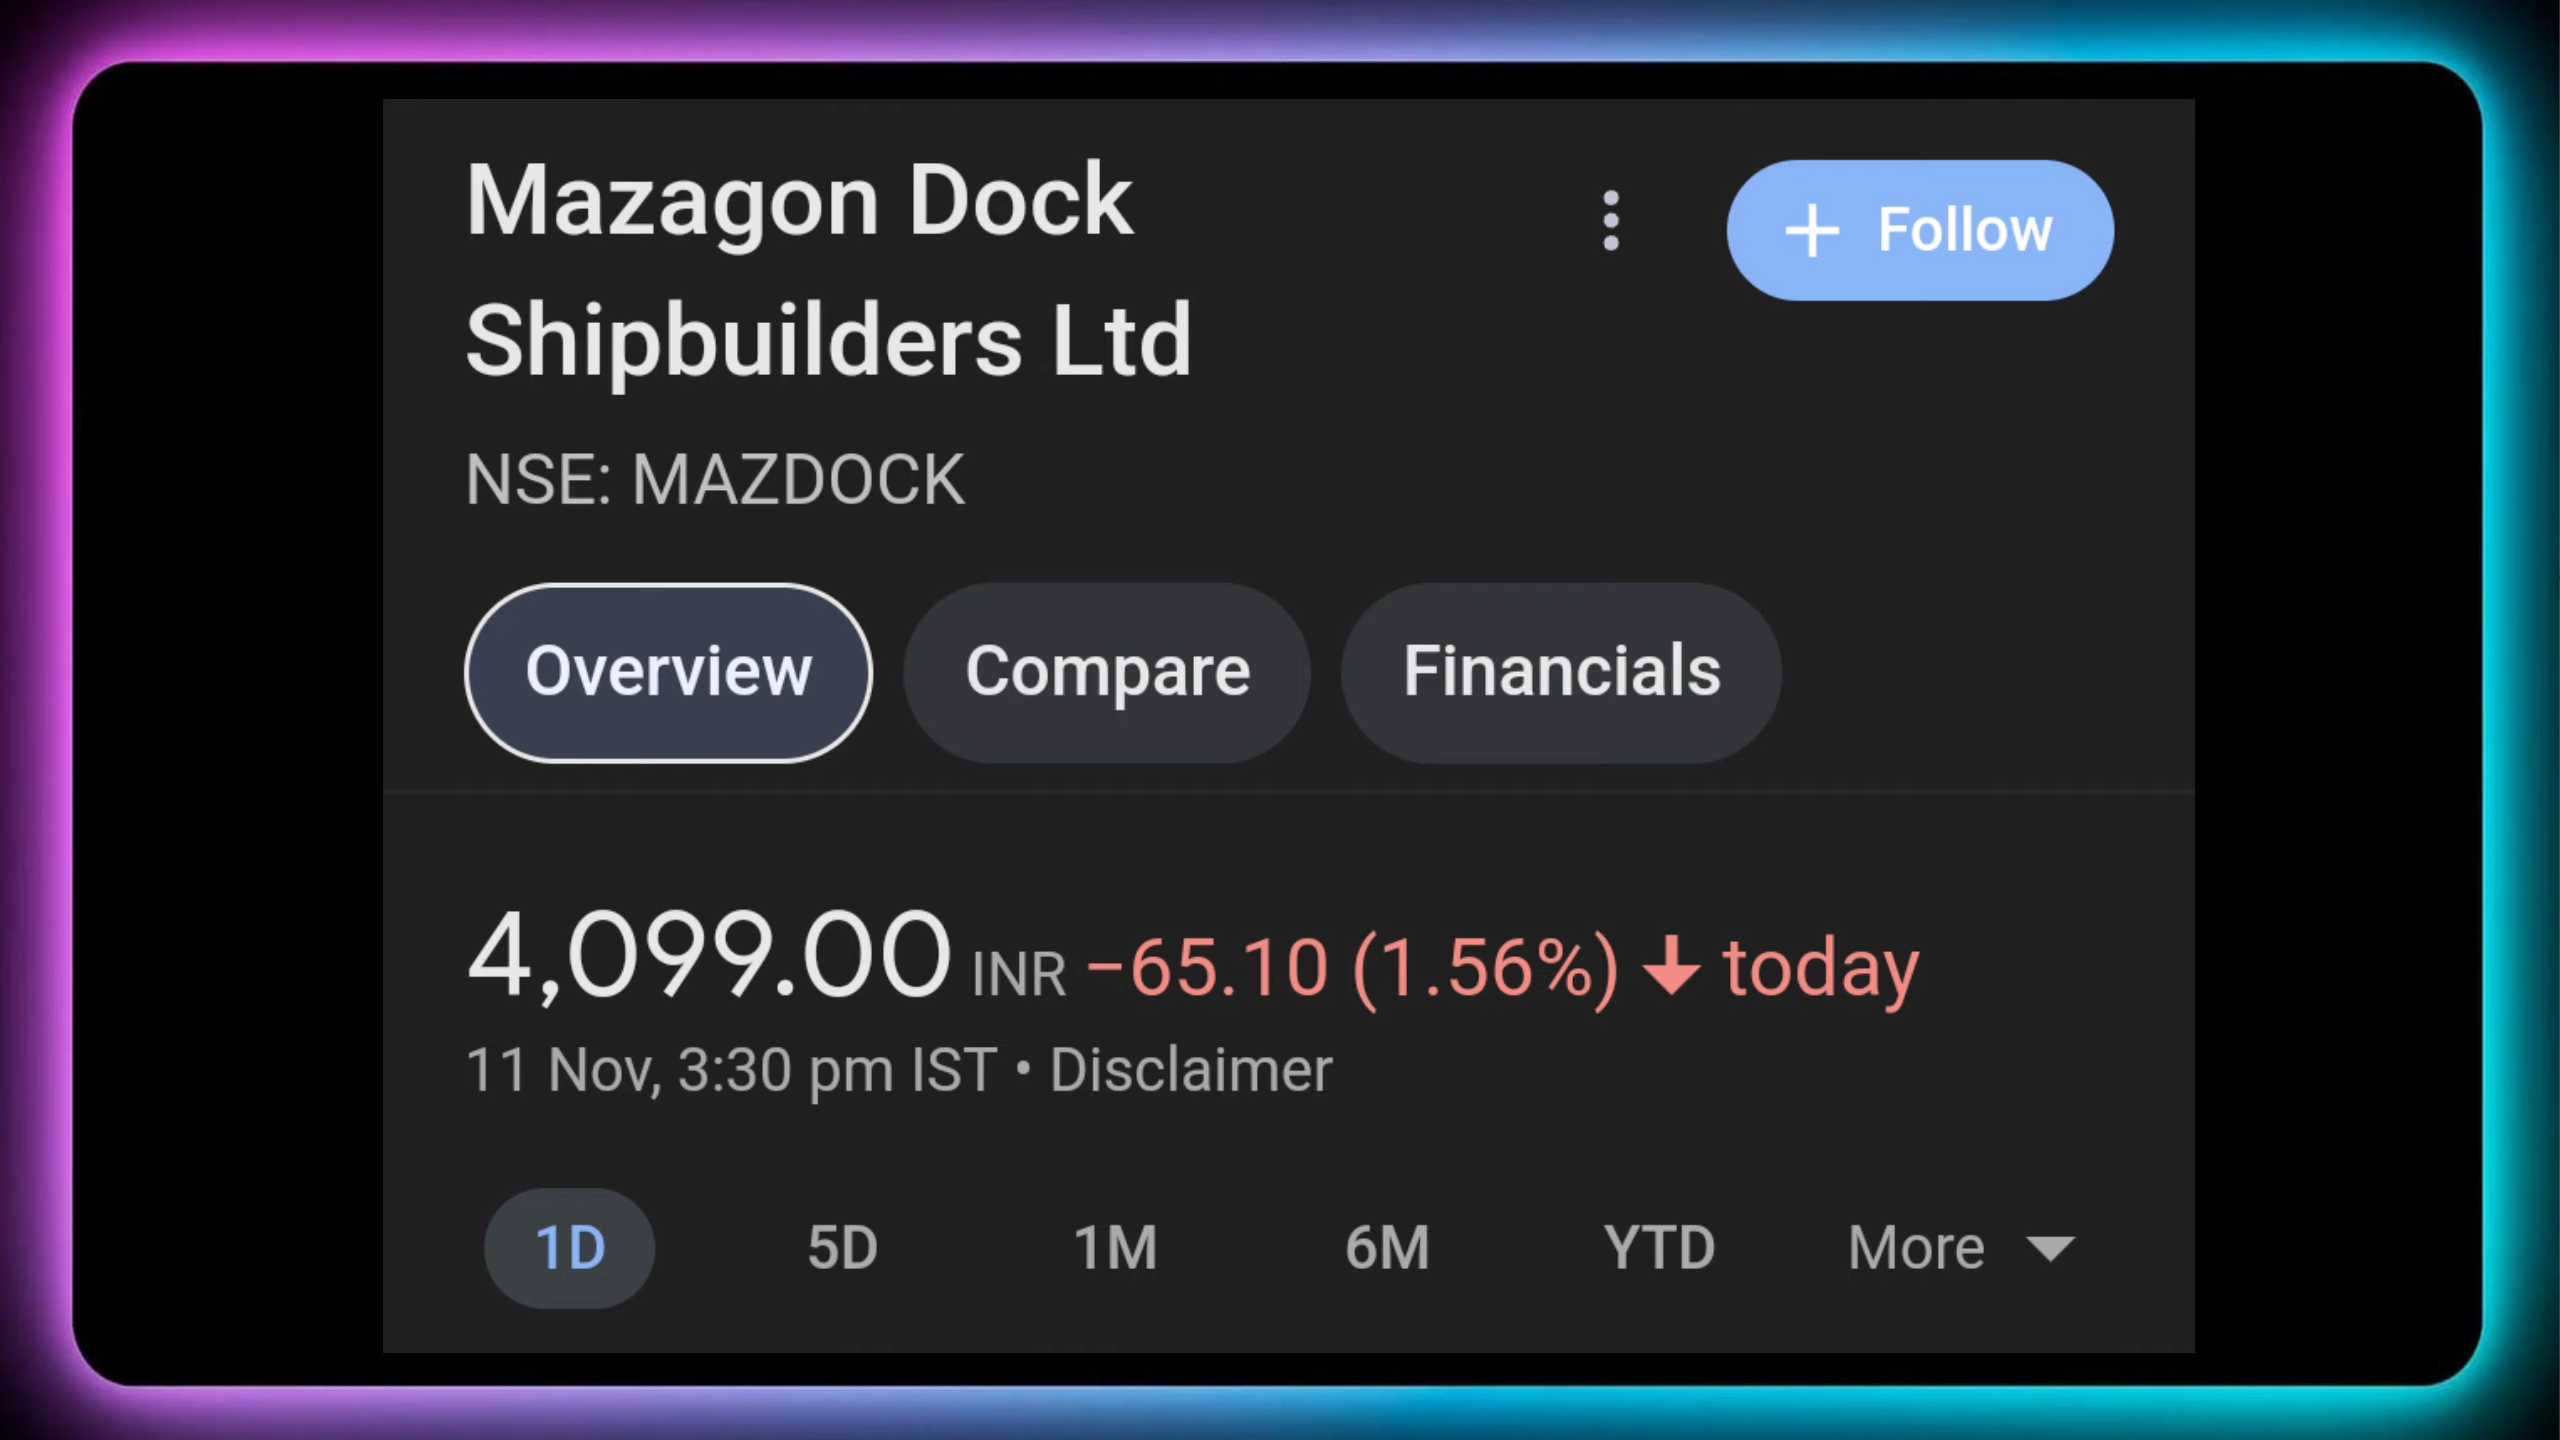 Mazagon Dock
Shipbuilders Ltd
+ Follow
NSE: MAZDOCK
Overview Compare Financials
4,099.00 INR −65.10 (1.56%) ↓ today
11 Nov, 3:30 pm IST • Disclaimer
1D 5D 1M 6M YTD More